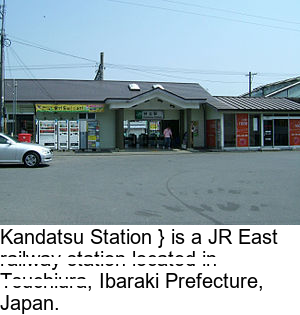 Kandatsu Station } is a JR East
railway station located in
Tsuchiura, Ibaraki Prefecture,
Japan.